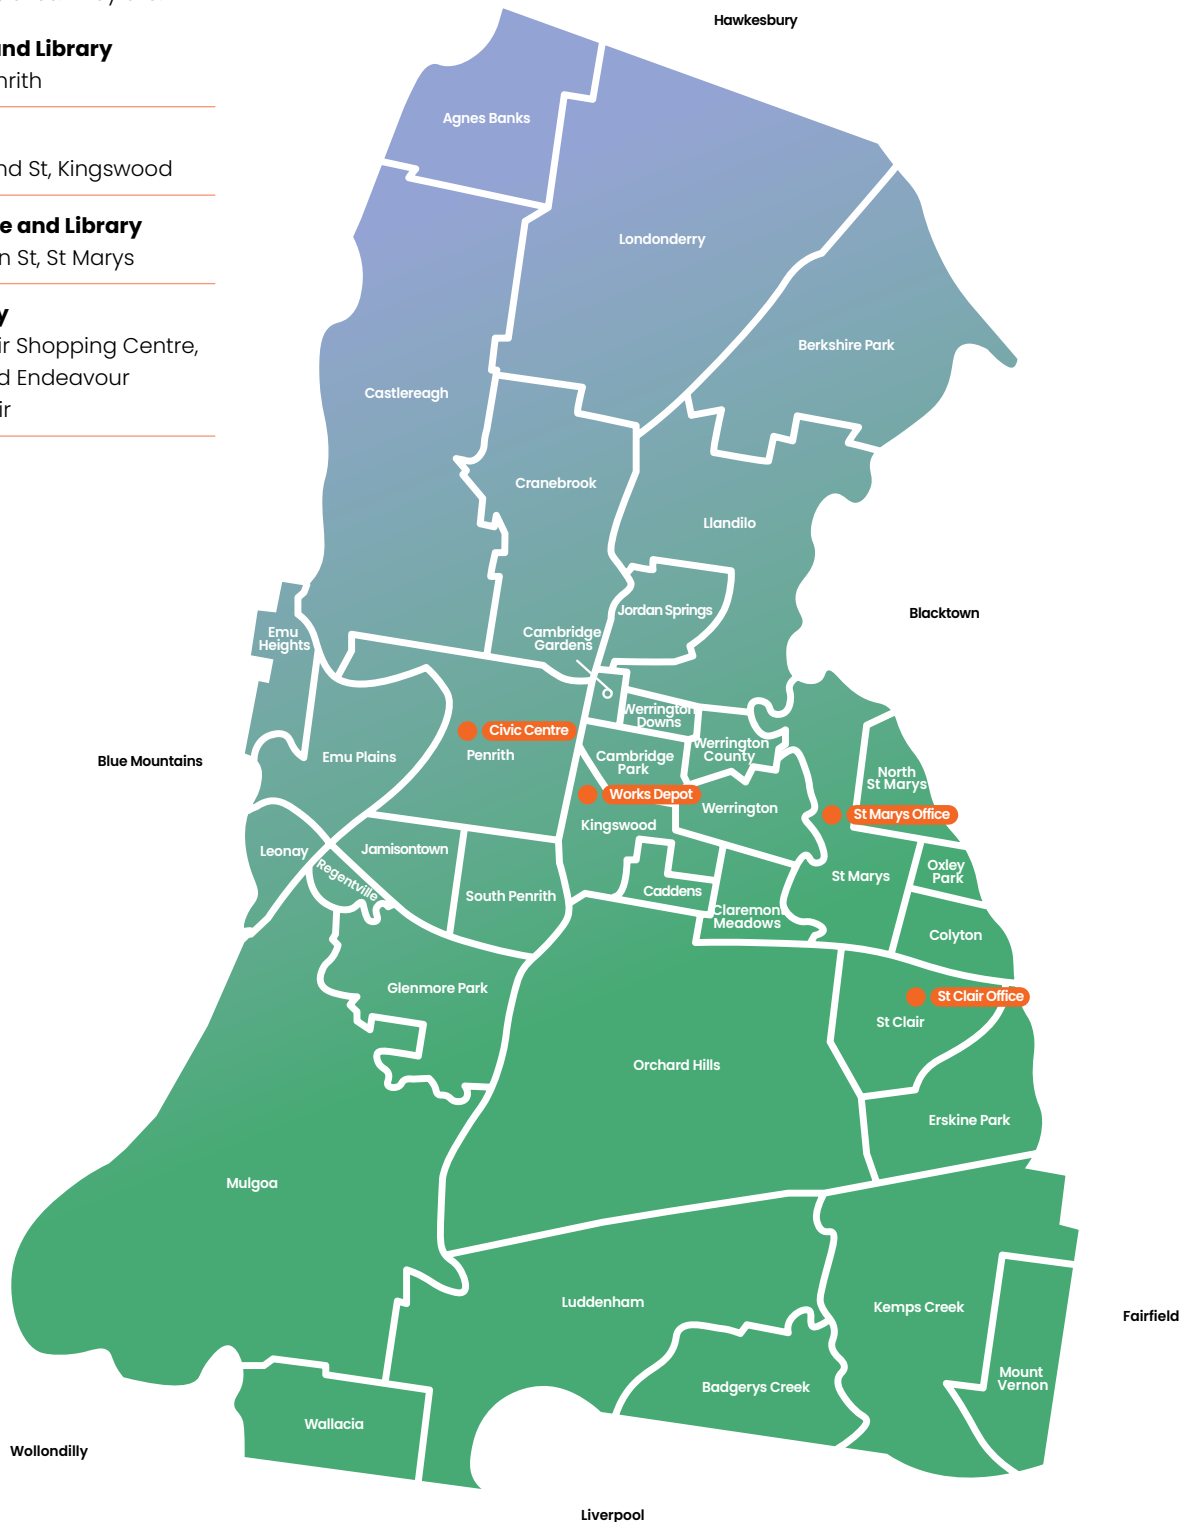 and Library
nrith
nd St, Kingswood
e and Library
n St, St Marys
y
ir Shopping Centre,
d Endeavour
ir
Hawkesbury
Agnes Banks
Londonderry
Berkshire Park
Castlereagh
Cranebrook
Llandilo
Jordan Springs
Blacktown
Cambridge
Gardens
Emu
Heights
Werrington
Downs
Civic Centre
Penrith
Werrington
County
Emu Plains
Blue Mountains
Cambridge
Park
North
St Marys
Works Depot
Werrington
St Marys Office
Kingswood
Leonay
Jamisontown
Regentville
South Penrith
Caddens
St Marys
Oxley
Park
Claremont
Meadows
Colyton
Glenmore Park
St Clair Office
St Clair
Orchard Hills
Erskine Park
Mulgoa
Luddenham
Kemps Creek
Fairfield
Badgerys Creek
Mount
Vernon
Wallacia
Wollondilly
Liverpool